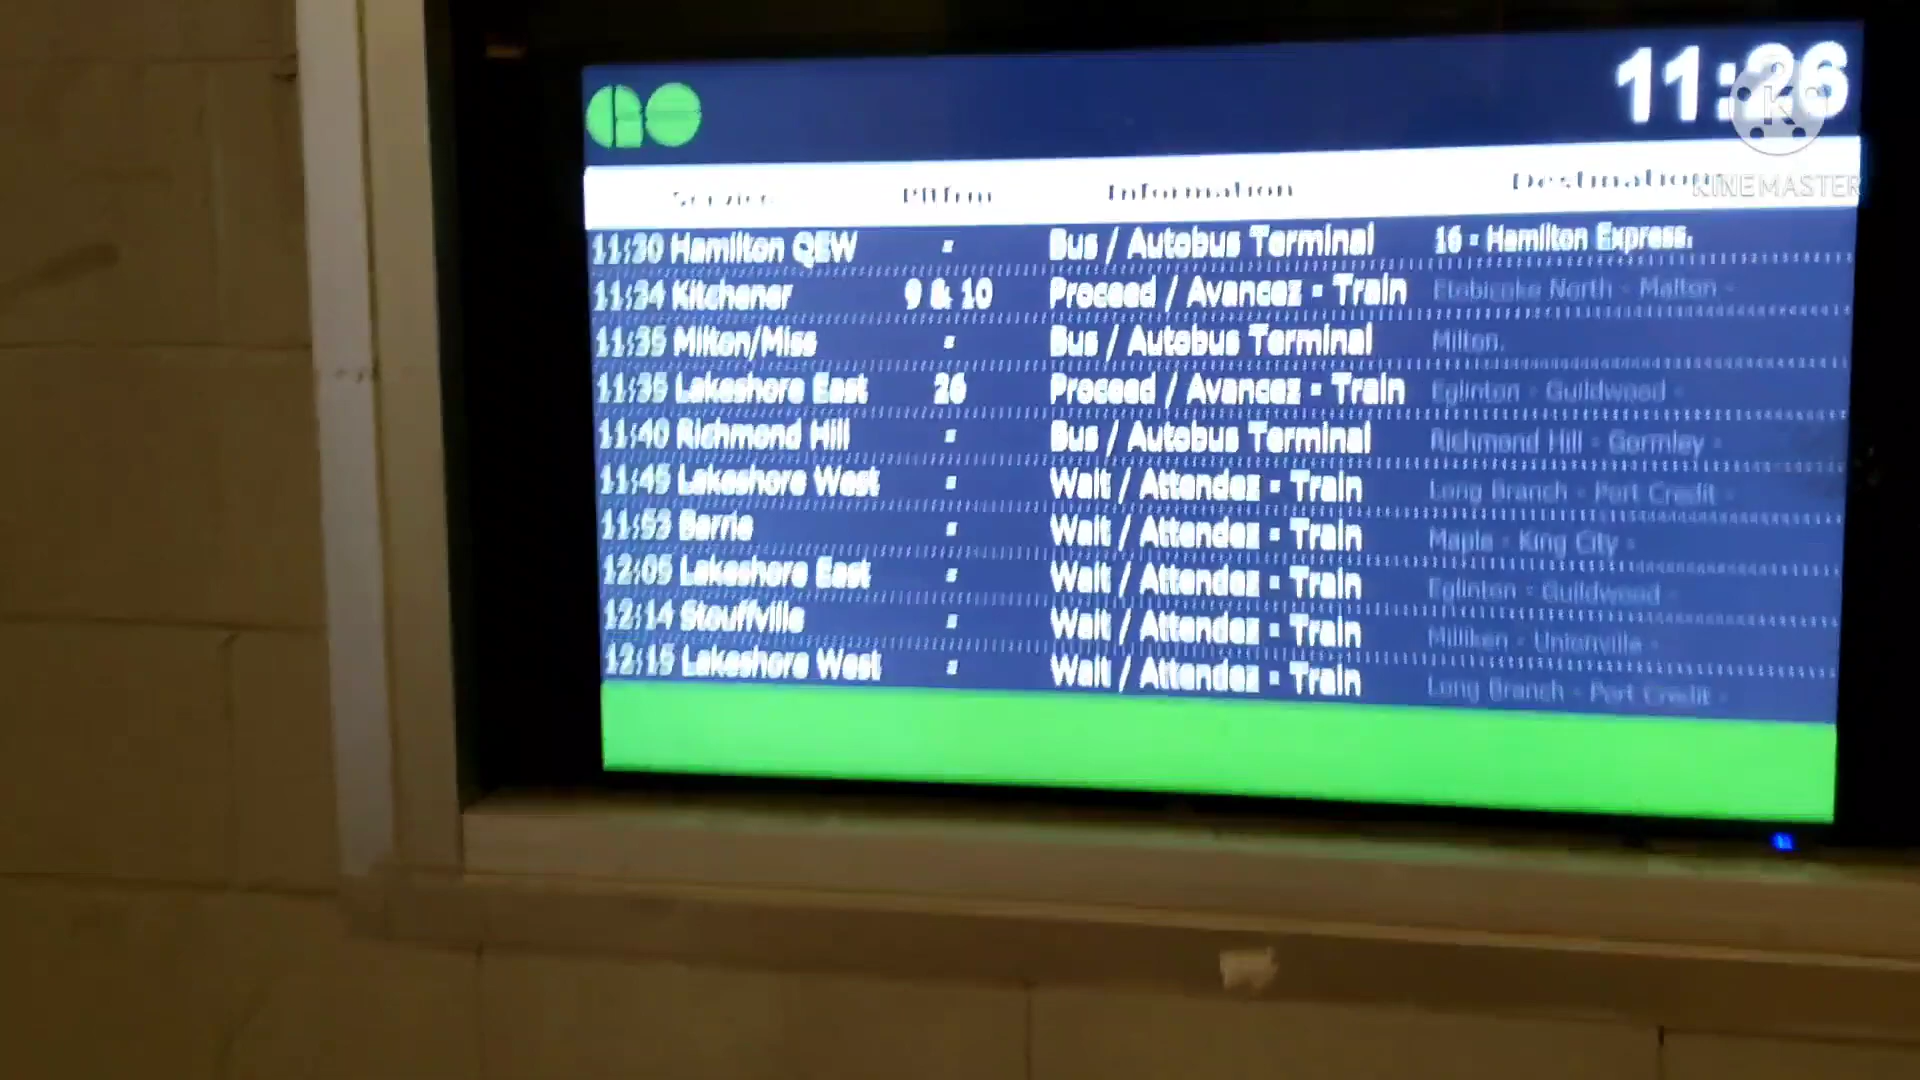 GO 11:26
Service Pltfrm Information Destinations
KINEMASTER
11:30 Hamilton QEW - Bus / Autobus Terminal 16 - Hamilton Express.
11:34 Kitchener 9 & 10 Proceed / Avancez - Train Etobicoke North - Malton -
11:35 Milton/Miss - Bus / Autobus Terminal Milton.
11:35 Lakeshore East 26 Proceed / Avancez - Train Eglinton - Guildwood -
11:40 Richmond Hill - Bus / Autobus Terminal Richmond Hill - Gormley -
11:45 Lakeshore West - Wait / Attendez - Train Long Branch - Port Credit -
11:53 Barrie - Wait / Attendez - Train Maple - King City -
12:05 Lakeshore East - Wait / Attendez - Train Eglinton - Guildwood -
12:14 Stouffville - Wait / Attendez - Train Milliken - Unionville -
12:15 Lakeshore West - Wait / Attendez - Train Long Branch - Port Credit -